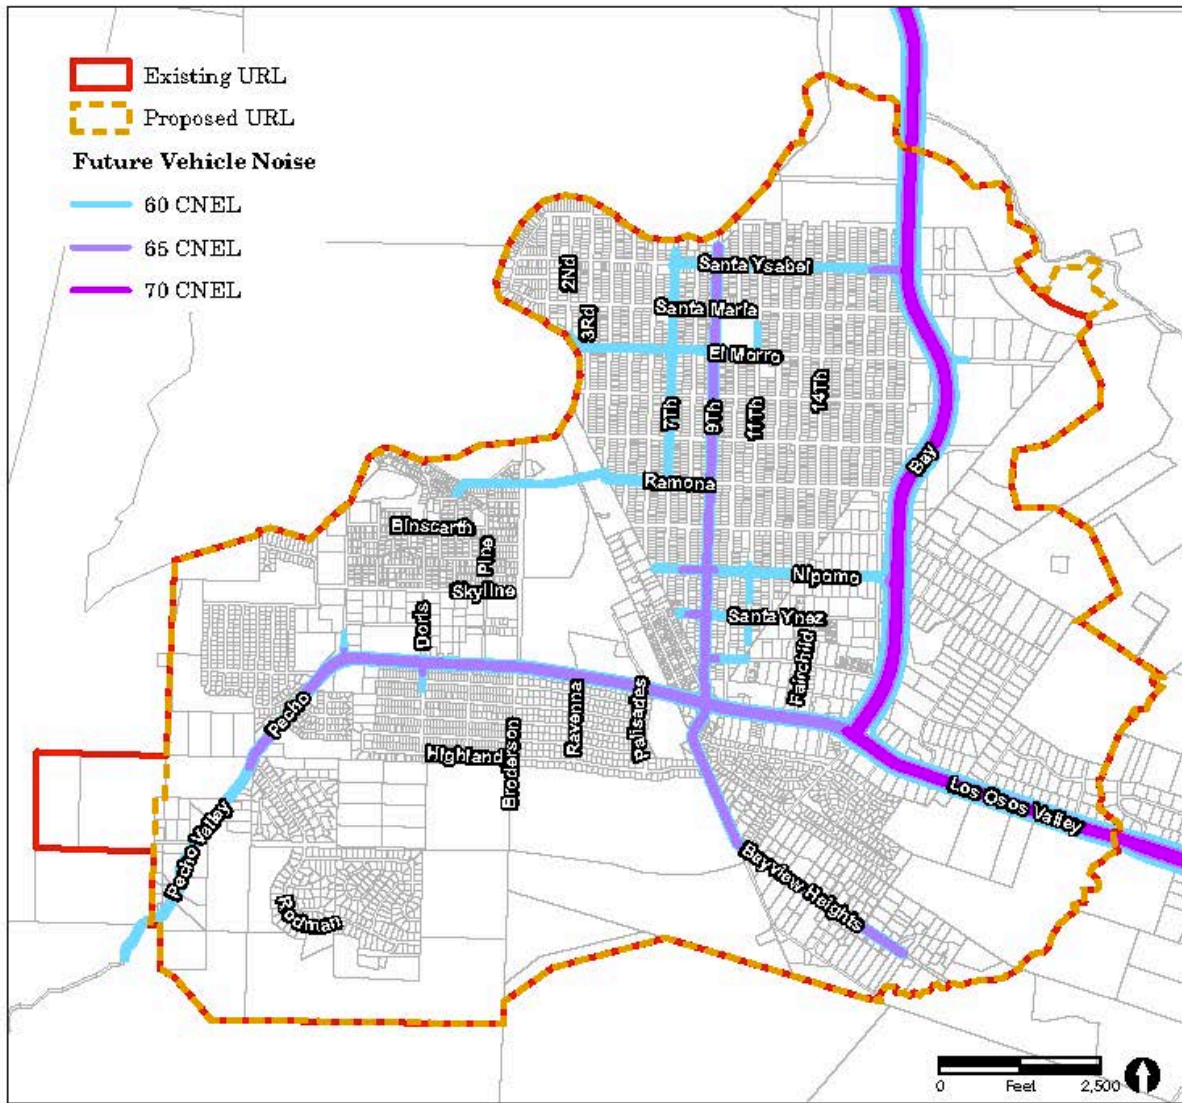 Existing URL
Proposed URL
Future Vehicle Noise
60 CNEL
65 CNEL
70 CNEL
2Nd
Santa Ysabel
3Rd
Santa Maria
El Morro
7Th
9Th
11Th
14Th
Bay
Ramona
Binscarth
Pine
Skyline
Nipomo
Doris
Santa Ynez
Fairchild
Pecho
Ravenna
Palisades
Highland
Broderson
Los Osos Valley
Pecho Valley
Bayview Heights
Rodman
0 Feet 2,500